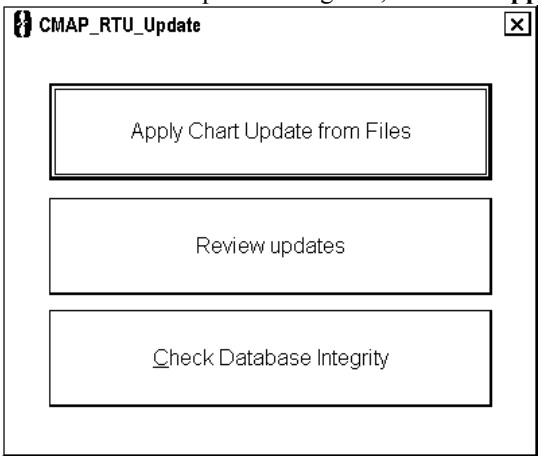 CMAP_RTU_Update
Apply Chart Update from Files
Review updates
Check Database Integrity